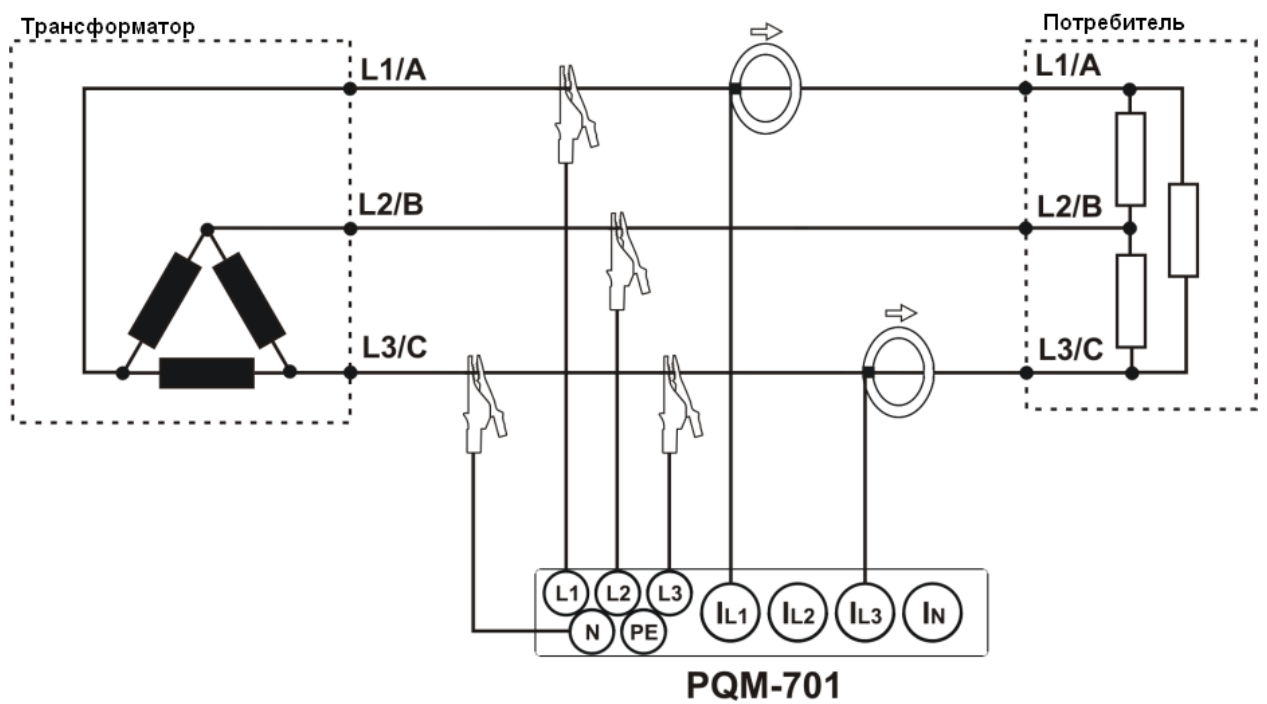 Трансформатор
Потребитель
L1/A
L1/A
L2/B
L2/B
L3/C
L3/C
L1 L2 L3
N PE
IL1 IL2 IL3 IN
PQM-701